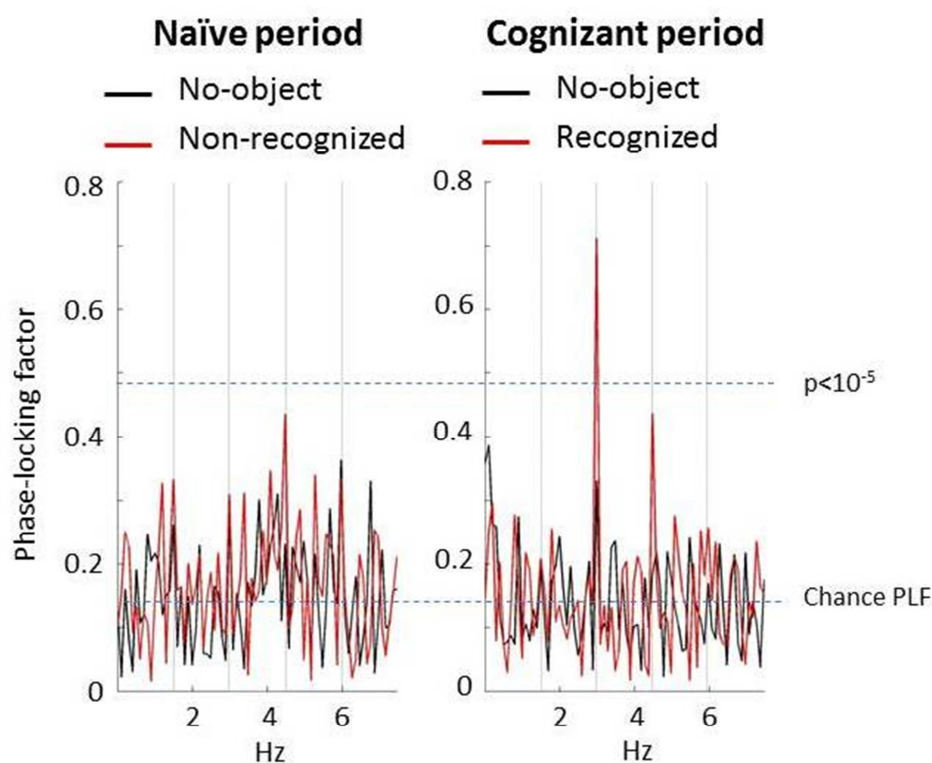 Naïve period
No-object
Non-recognized
Cognizant period
No-object
Recognized
Phase-locking factor
0.8
0.6
0.4
0.2
0
2
4
6
Hz
0.8
0.6
0.4
0.2
0
2
4
6
Hz
p<10⁻⁵
Chance PLF